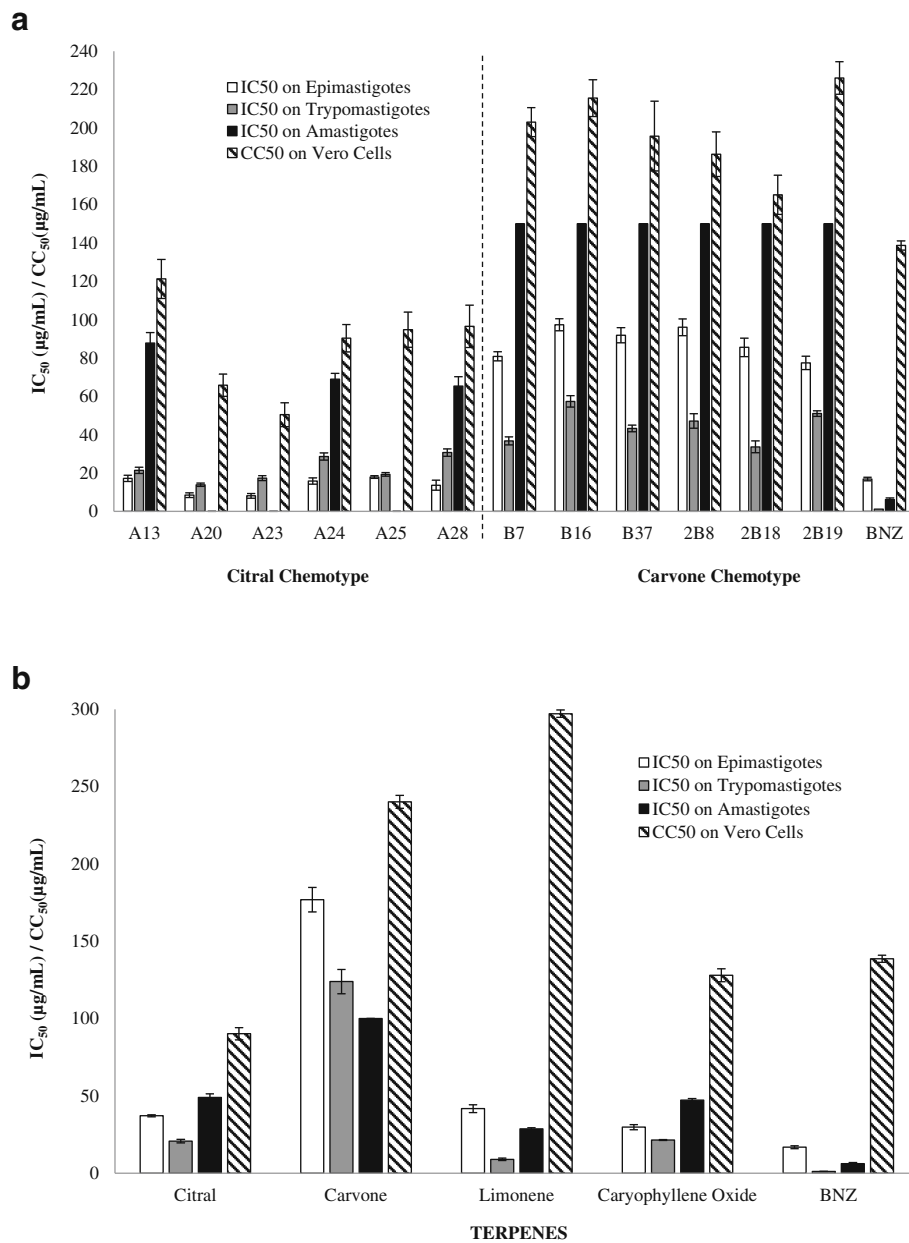 a
240
220
200
180
160
140
120
100
80
60
40
20
0
IC50 (µg/mL) / CC50(µg/mL)
IC50 on Epimastigotes
IC50 on Trypomastigotes
IC50 on Amastigotes
CC50 on Vero Cells
A13 A20 A23 A24 A25 A28 B7 B16 B37 2B8 2B18 2B19 BNZ
Citral Chemotype Carvone Chemotype
b
300
250
200
150
100
50
0
IC50 (µg/mL) / CC50(µg/mL)
IC50 on Epimastigotes
IC50 on Trypomastigotes
IC50 on Amastigotes
CC50 on Vero Cells
Citral Carvone Limonene Caryophyllene Oxide BNZ
TERPENES